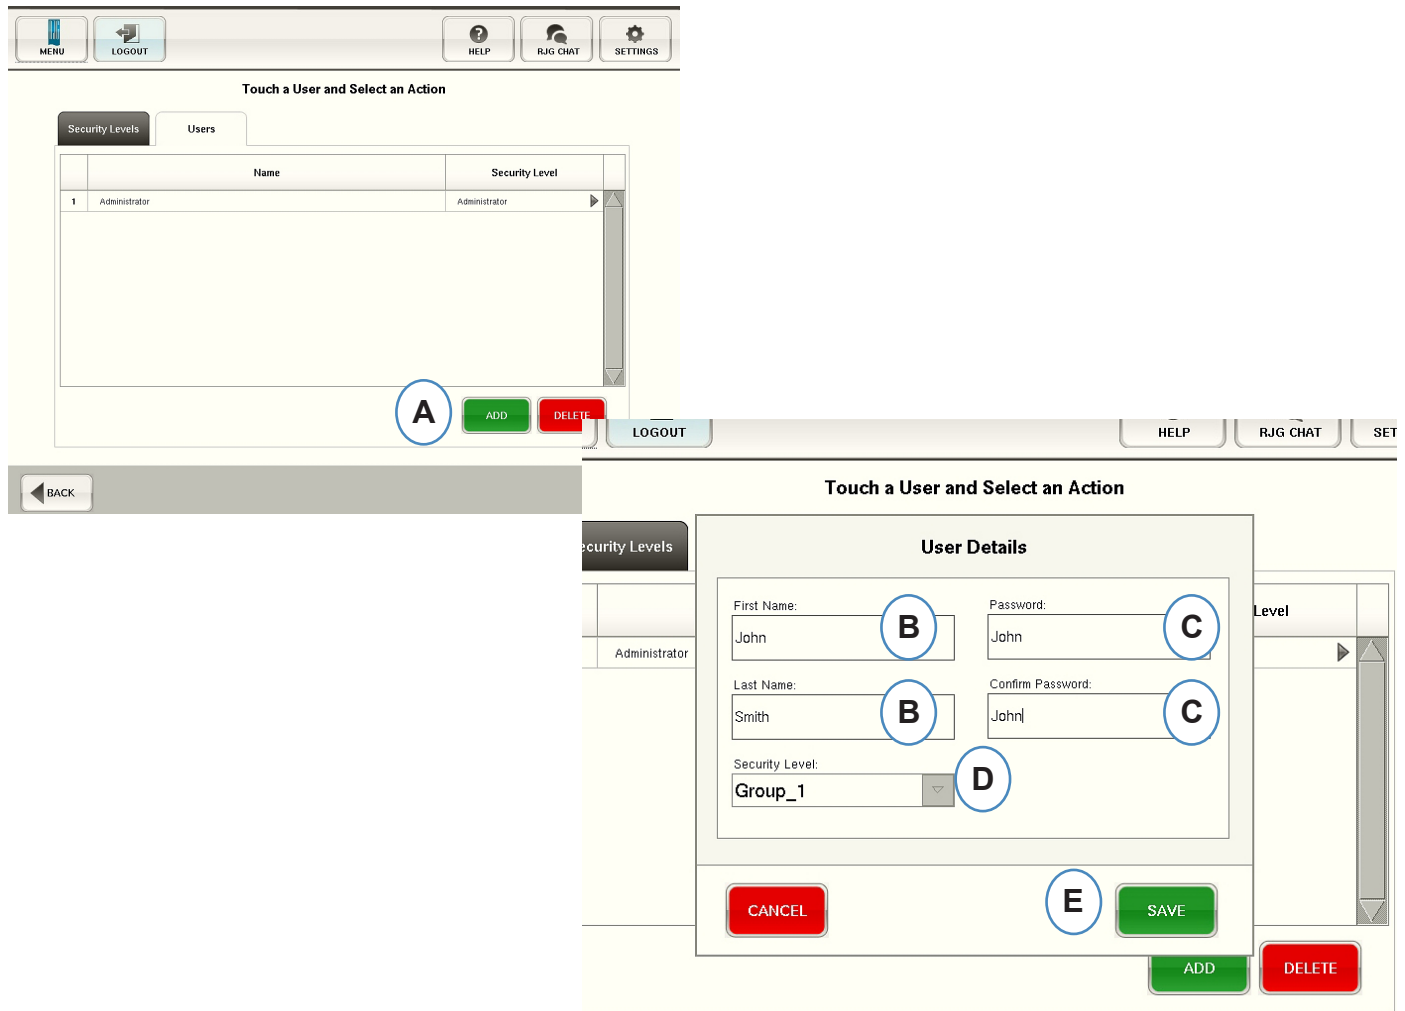 MENU
LOGOUT
HELP
RJG CHAT
SETTINGS
Touch a User and Select an Action
Security Levels
Users
Name
Security Level
1
Administrator
Administrator
A
ADD
DELETE
BACK
LOGOUT
HELP
RJG CHAT
SET
Touch a User and Select an Action
ecurity Levels
User Details
Level
Administrator
First Name:
Password:
John
B
John
C
Last Name:
Confirm Password:
Smith
B
John
C
Security Level:
Group_1
D
CANCEL
E
SAVE
ADD
DELETE